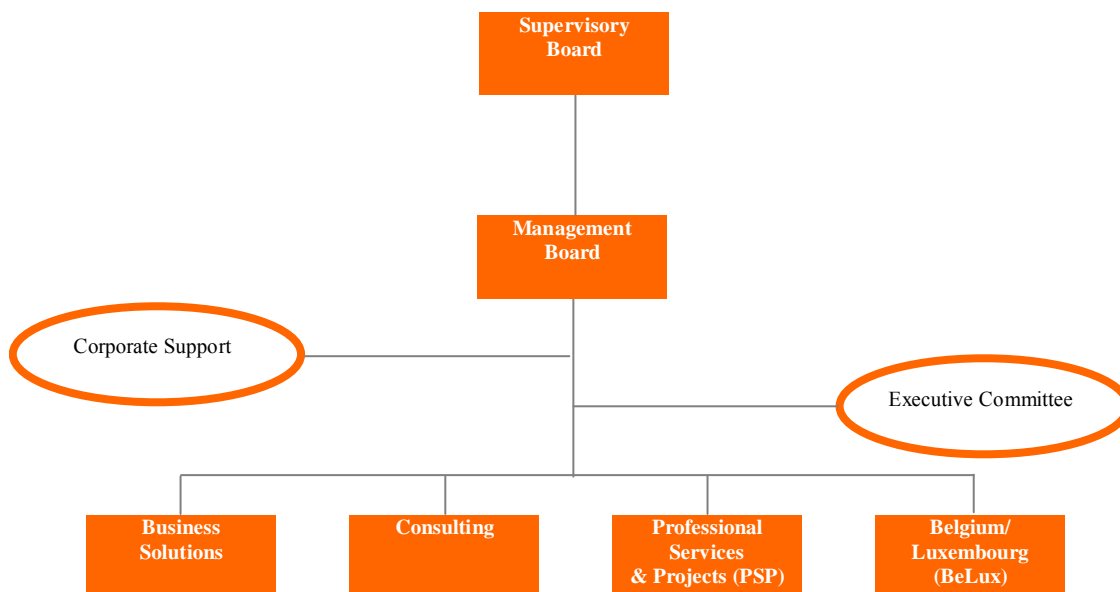 Supervisory
Board
Management
Board
Corporate Support
Executive Committee
Business
Solutions
Consulting
Professional
Services
& Projects (PSP)
Belgium/
Luxembourg
(BeLux)